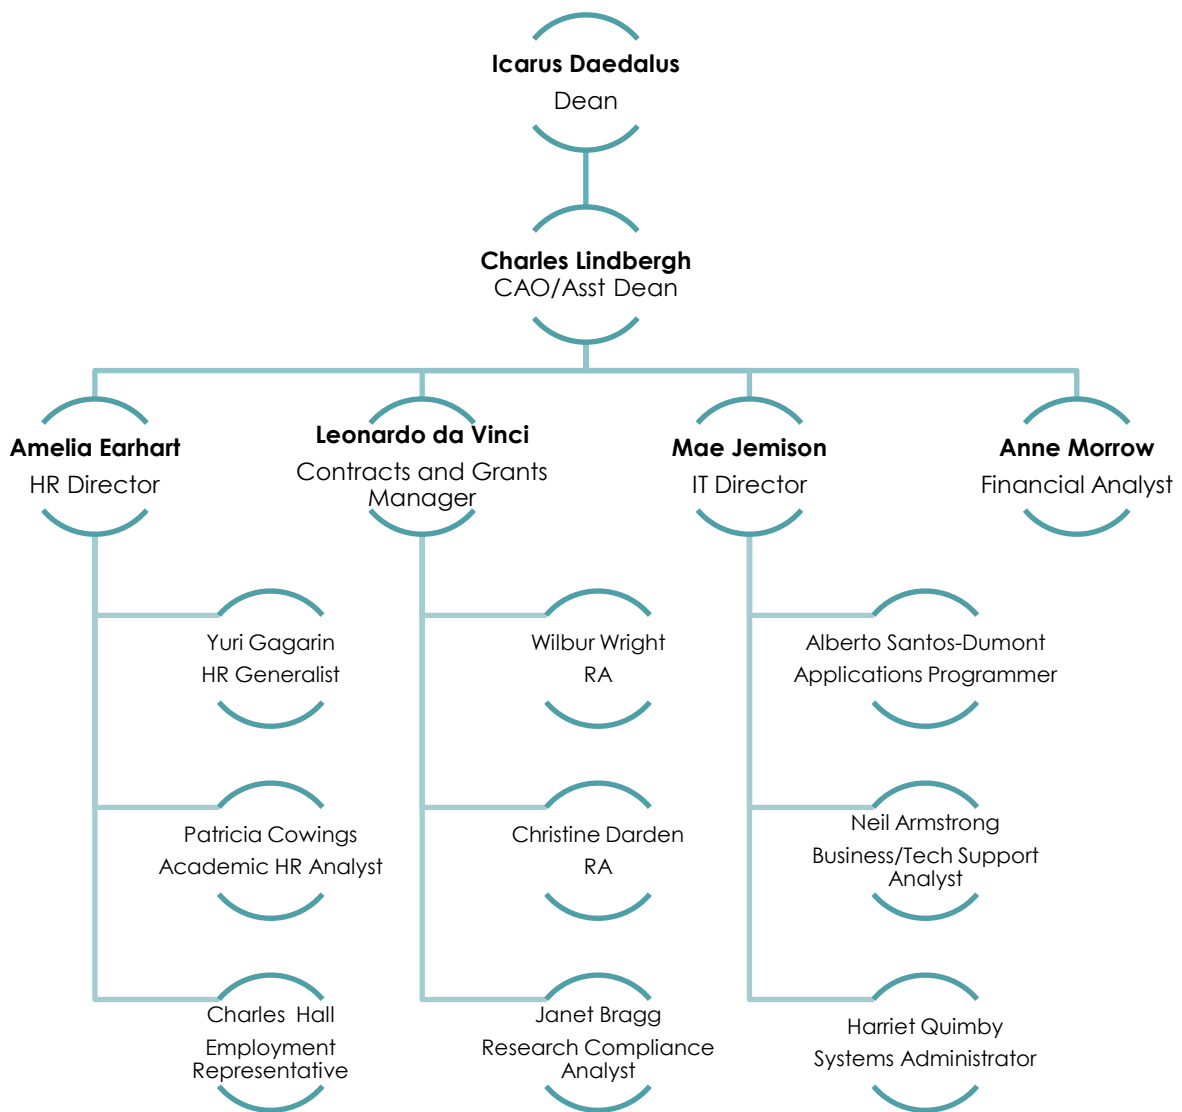 Icarus Daedalus
Dean
Charles Lindbergh
CAO/Asst Dean
Amelia Earhart
HR Director
Leonardo da Vinci
Contracts and Grants
Manager
Mae Jemison
IT Director
Anne Morrow
Financial Analyst
Yuri Gagarin
HR Generalist
Wilbur Wright
RA
Alberto Santos-Dumont
Applications Programmer
Patricia Cowings
Academic HR Analyst
Christine Darden
RA
Neil Armstrong
Business/Tech Support
Analyst
Charles Hall
Employment
Representative
Janet Bragg
Research Compliance
Analyst
Harriet Quimby
Systems Administrator